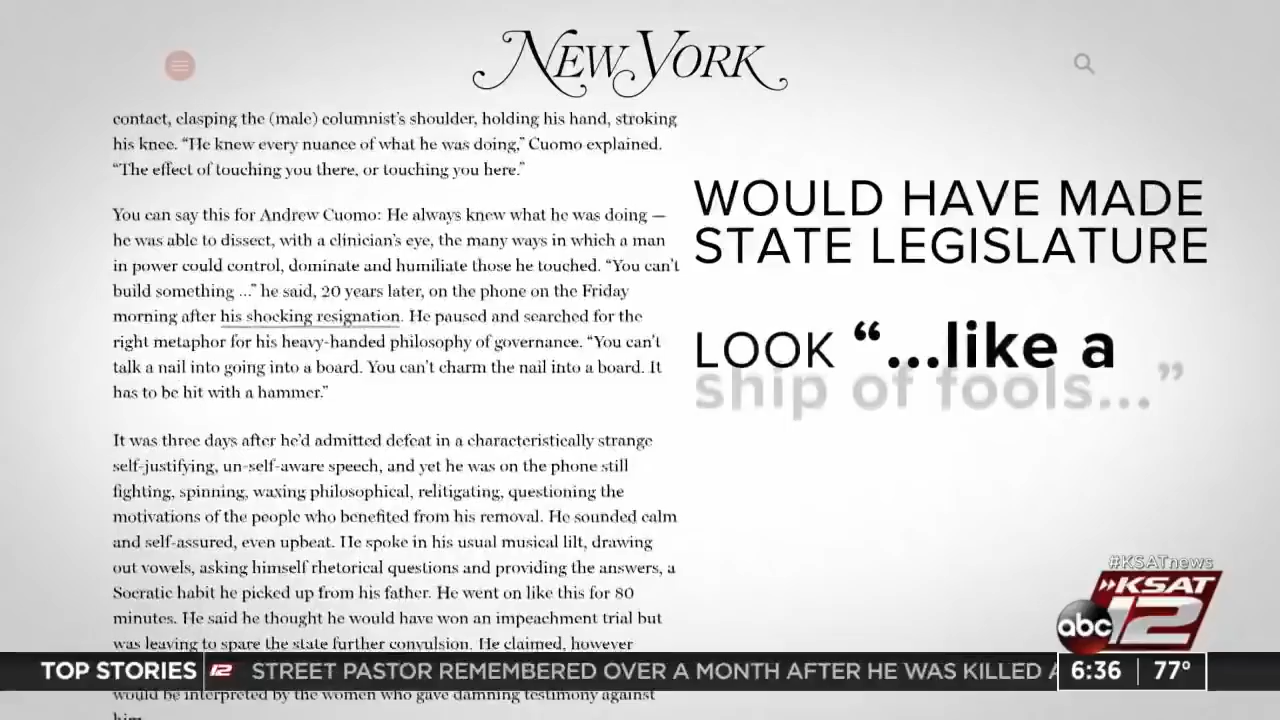 NEW YORK
contact, clasping the (male) columnist's shoulder, holding his hand, stroking
his knee. “He knew every nuance of what he was doing,” Cuomo explained.
“The effect of touching you there, or touching you here.”
You can say this for Andrew Cuomo: He always knew what he was doing —
he was able to dissect, with a clinician's eye, the many ways in which a man
in power could control, dominate and humiliate those he touched. “You can't
build something ...” he said, 20 years later, on the phone on the Friday
morning after his shocking resignation. He paused and searched for the
right metaphor for his heavy-handed philosophy of governance. “You can't
talk a nail into going into a board. You can't charm the nail into a board. It
has to be hit with a hammer.”
It was three days after he'd admitted defeat in a characteristically strange
self-justifying, un-self-aware speech, and yet he was on the phone still
fighting, spinning, waxing philosophical, relitigating, questioning the
motivations of the people who benefited from his removal. He sounded calm
and self-assured, even upbeat. He spoke in his usual musical lilt, drawing
out vowels, asking himself rhetorical questions and providing the answers, a
Socratic habit he picked up from his father. He went on like this for 80
minutes. He said he thought he would have won an impeachment trial but
was leaving to spare the state further convulsion. He claimed, however
would be interpreted by the women who gave damning testimony against
him
WOULD HAVE MADE
STATE LEGISLATURE
LOOK “...like a
ship of fools...”
#KSATnews
KSAT
abc 12
TOP STORIES 12 STREET PASTOR REMEMBERED OVER A MONTH AFTER HE WAS KILLED 6:36 77°